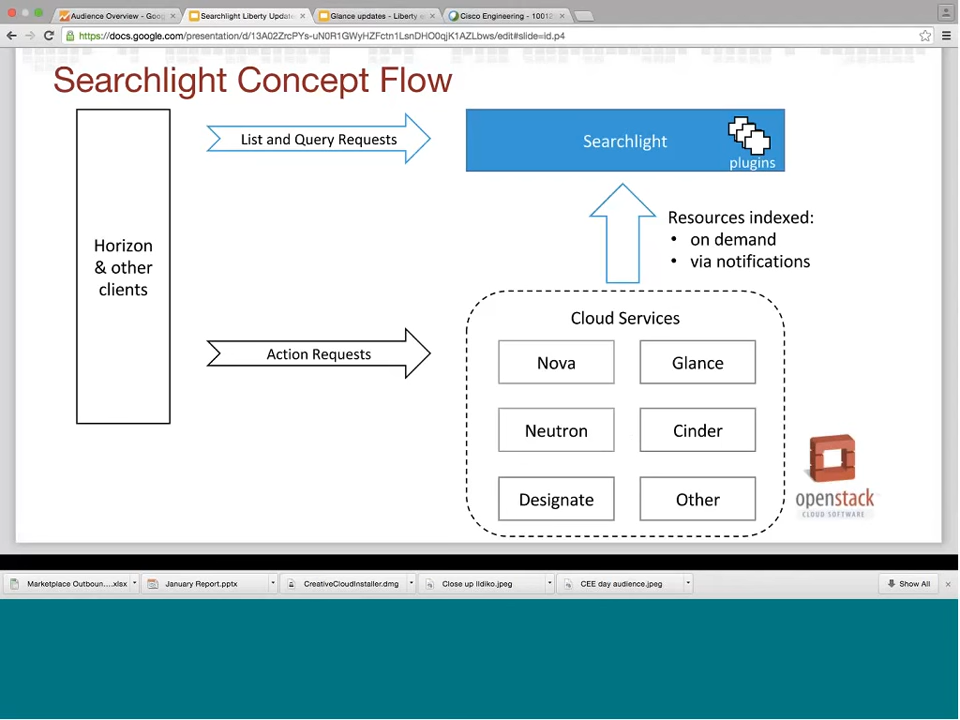 Audience Overview - Goog
Searchlight Liberty Updat
Glance updates - Liberty e
Cisco Engineering - 10012
https://docs.google.com/presentation/d/13A02ZrcPYs-uN0R1GWyHZFctn1LsnDHO0qjK1AZLbws/edit#slide=id.p4
Searchlight Concept Flow
List and Query Requests
Searchlight
plugins
Resources indexed:
• on demand
• via notifications
Horizon
& other
clients
Action Requests
Cloud Services
Nova
Glance
Neutron
Cinder
Designate
Other
openstack
CLOUD SOFTWARE
Marketplace Outboun....xlsx
January Report.pptx
CreativeCloudInstaller.dmg
Close up Ildiko.jpeg
CEE day audience.jpeg
Show All